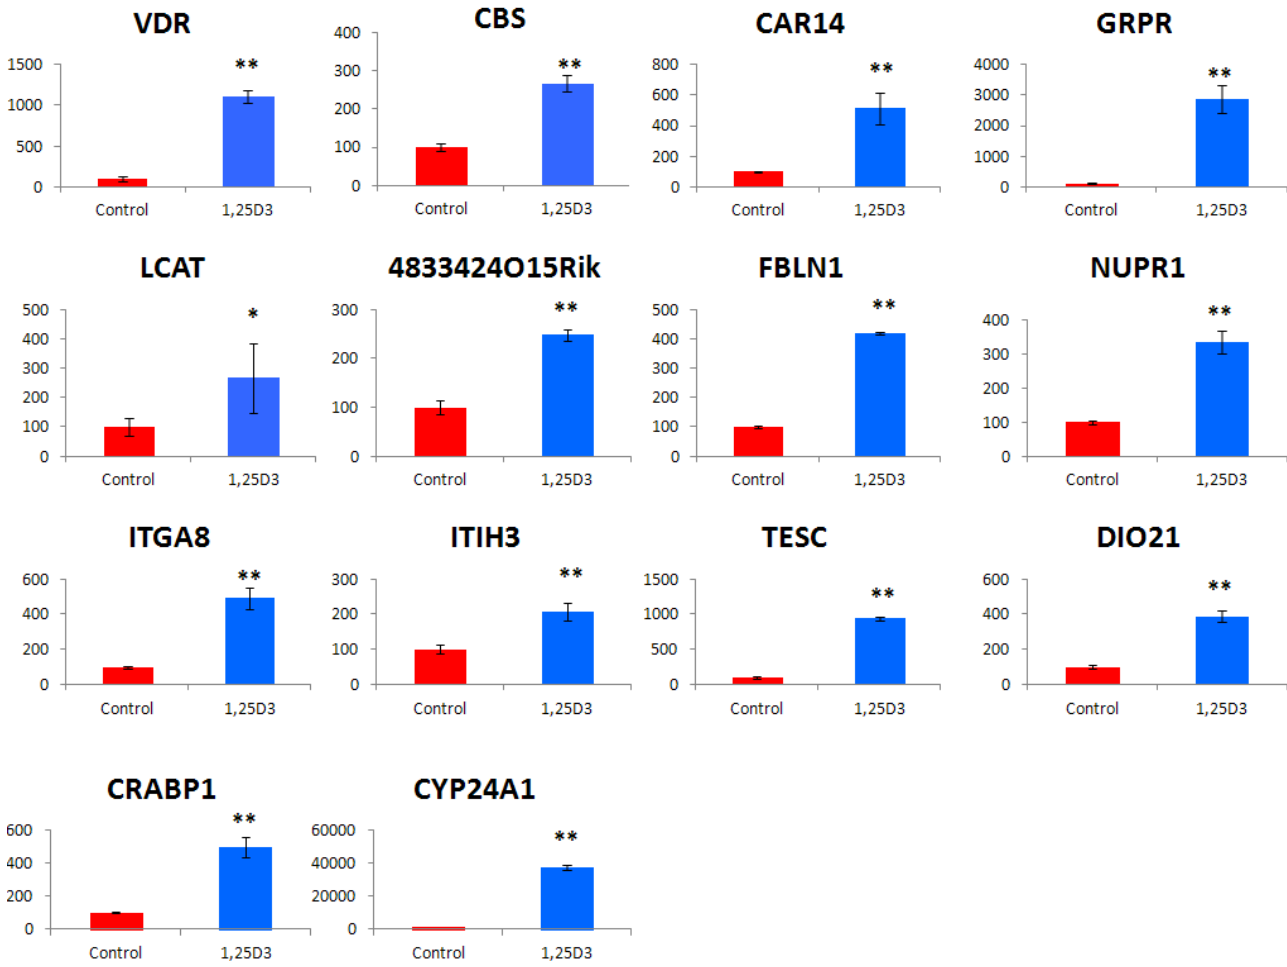 VDR
1500
1000
500
0
**
Control
1,25D3
CBS
400
300
200
100
0
**
Control
1,25D3
CAR14
800
600
400
200
0
**
Control
1,25D3
GRPR
4000
3000
2000
1000
0
**
Control
1,25D3
LCAT
500
400
300
200
100
0
*
Control
1,25D3
4833424O15Rik
300
200
100
0
**
Control
1,25D3
FBLN1
500
400
300
200
100
0
**
Control
1,25D3
NUPR1
400
300
200
100
0
**
Control
1,25D3
ITGA8
600
400
200
0
**
Control
1,25D3
ITIH3
300
200
100
0
**
Control
1,25D3
TESC
1500
1000
500
0
**
Control
1,25D3
DIO21
600
400
200
0
**
Control
1,25D3
CRABP1
600
400
200
0
**
Control
1,25D3
CYP24A1
60000
40000
20000
0
**
Control
1,25D3